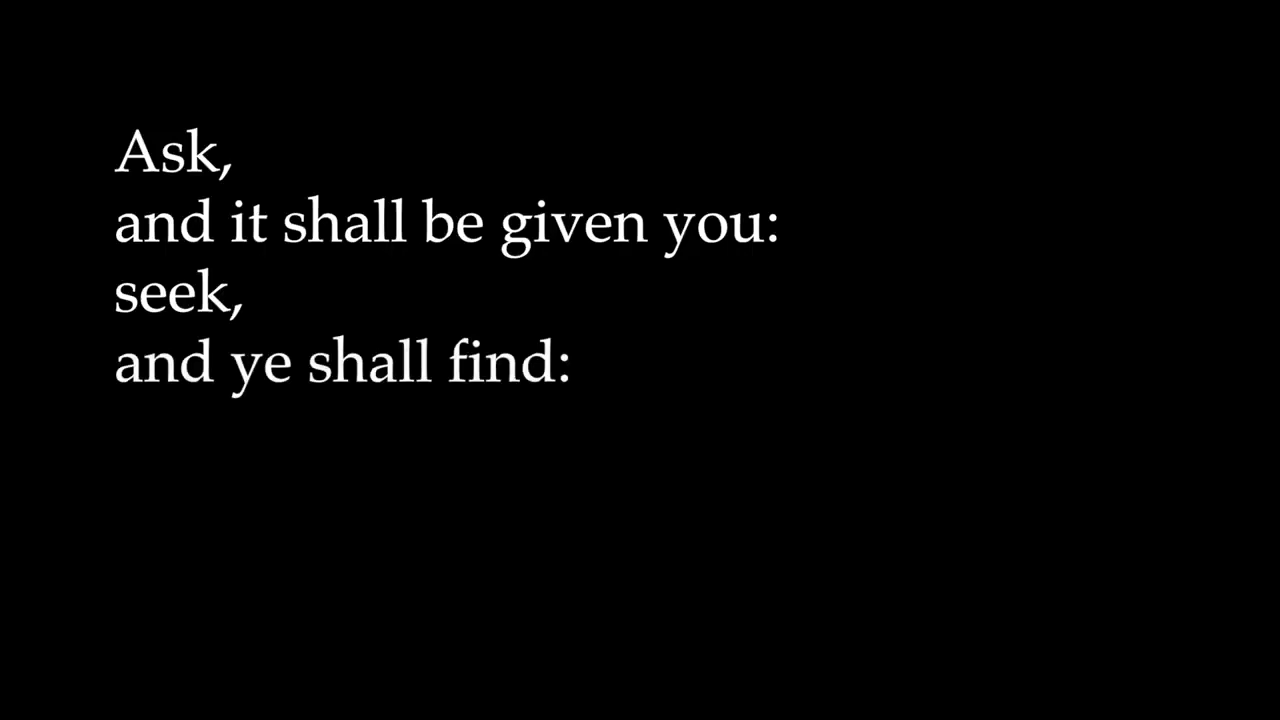 Ask,
and it shall be given you:
seek,
and ye shall find: